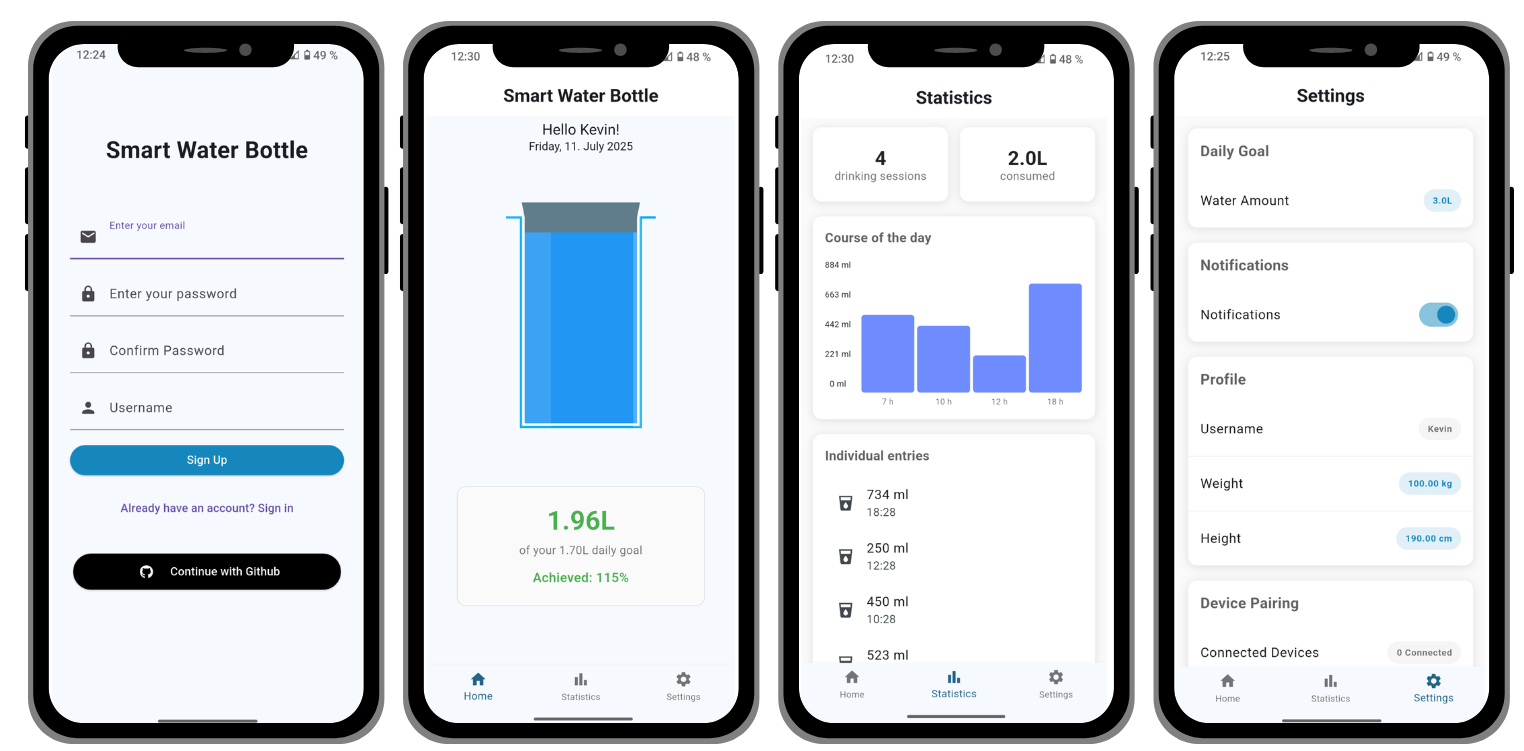 12:24
49 %
Smart Water Bottle
Enter your email
Enter your password
Confirm Password
Username
Sign Up
Already have an account? Sign in
Continue with Github
12:30
48 %
Smart Water Bottle
Hello Kevin!
Friday, 11. July 2025
1.96L
of your 1.70L daily goal
Achieved: 115%
Home
Statistics
Settings
12:30
48 %
Statistics
4
drinking sessions
2.0L
consumed
Course of the day
884 ml
663 ml
442 ml
221 ml
0 ml
7 h
10 h
12 h
18 h
Individual entries
734 ml
18:28
250 ml
12:28
450 ml
10:28
523 ml
Home
Statistics
Settings
12:25
49 %
Settings
Daily Goal
Water Amount
3.0L
Notifications
Notifications
Profile
Username
Kevin
Weight
100.00 kg
Height
190.00 cm
Device Pairing
Connected Devices
0 Connected
Home
Statistics
Settings